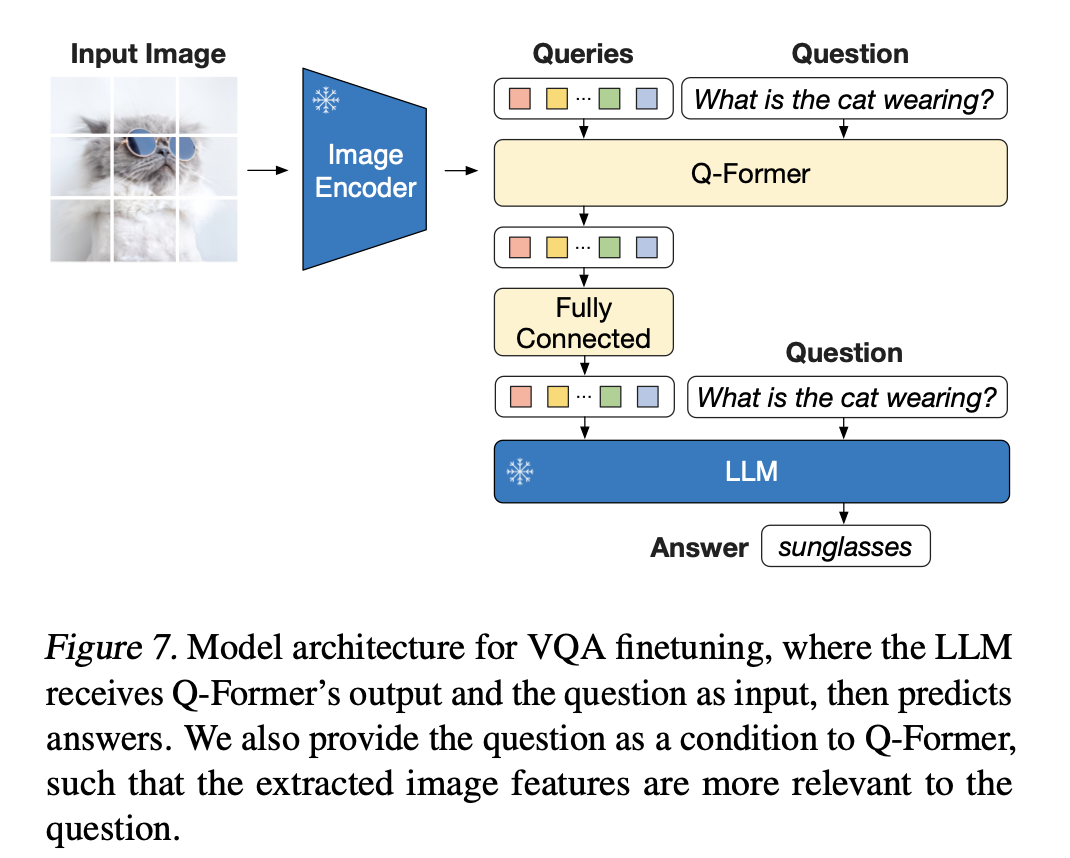 Input Image
Queries
Question
...
What is the cat wearing?
Image
Encoder
Q-Former
...
Fully
Connected
Question
...
What is the cat wearing?
LLM
Answer
sunglasses
Figure 7. Model architecture for VQA finetuning, where the LLM
receives Q-Former’s output and the question as input, then predicts
answers. We also provide the question as a condition to Q-Former,
such that the extracted image features are more relevant to the
question.